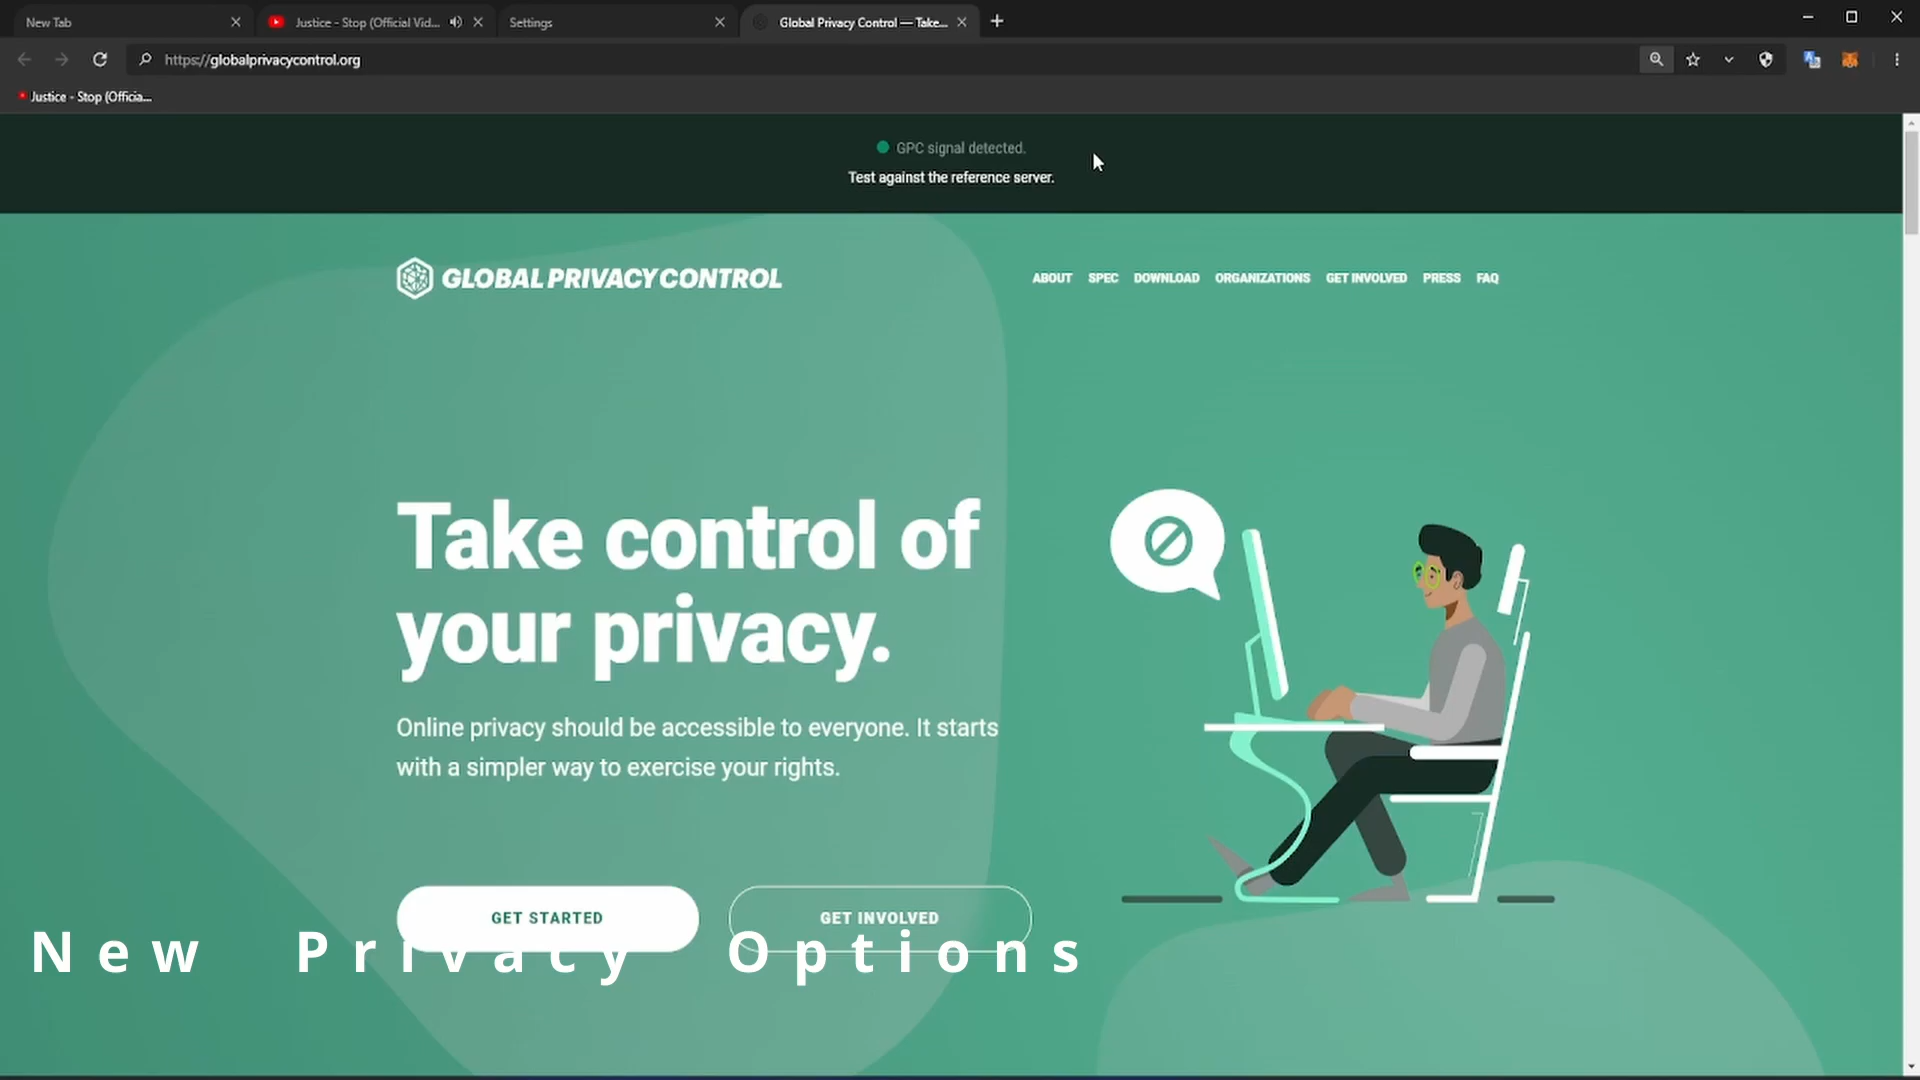 New Tab
Justice - Stop (Official Vid...
Settings
Global Privacy Control — Take...
https://globalprivacycontrol.org
Justice - Stop (Officia...
GPC signal detected.
Test against the reference server.
GLOBAL PRIVACY CONTROL
ABOUT SPEC DOWNLOAD ORGANIZATIONS GET INVOLVED PRESS FAQ
Take control of
your privacy.
Online privacy should be accessible to everyone. It starts
with a simpler way to exercise your rights.
GET STARTED
GET INVOLVED
New Privacy Options